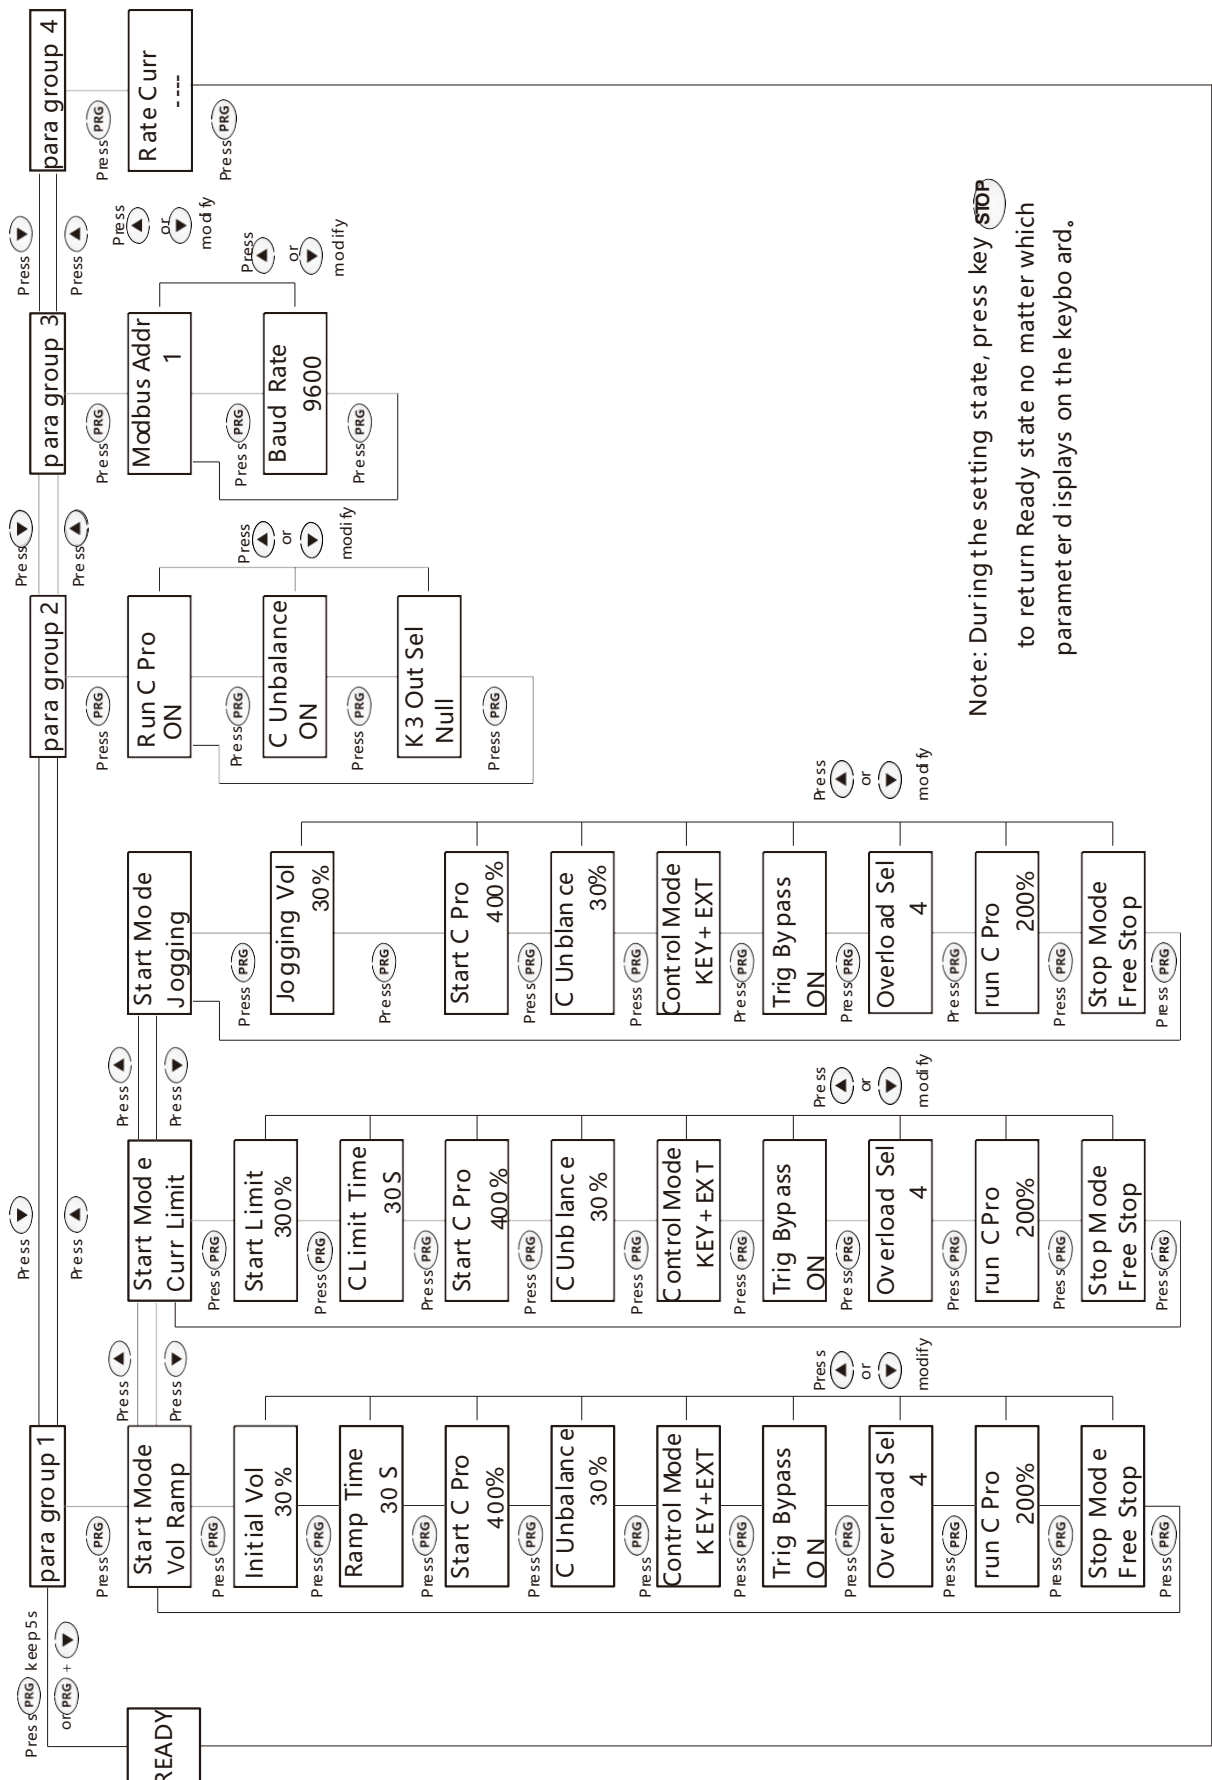 READY
Press PRG keep5s
or PRG + ▼
para group 1
Press PRG
Start Mode
Vol Ramp
Press PRG
Initial Vol
30%
Press PRG
Ramp Time
30 S
Press PRG
Start C Pro
400%
Press PRG
C Unbalance
30%
Press PRG
Control Mode
KEY+EXT
Press PRG
Trig Bypass
ON
Press PRG
Overload Sel
4
Press PRG
run C Pro
200%
Press PRG
Stop Mode
Free Stop
Press PRG
Press
▲
or
▼
modify
Press ▲
Press ▼
Start Mode
Curr Limit
Press PRG
Start Limit
300%
Press PRG
CLimit Time
30S
Press PRG
Start C Pro
400%
Press PRG
C Unblance
30%
Press PRG
Control Mode
KEY+EXT
Press PRG
Trig Bypass
ON
Press PRG
Overload Sel
4
Press PRG
run C Pro
200%
Press PRG
Stop Mode
Free Stop
Press PRG
Press
▲
or
▼
modify
Press ▲
Press ▼
Start Mode
Jogging
Press PRG
Jogging Vol
30%
Press PRG
Start C Pro
400%
Press PRG
C Unblance
30%
Press PRG
Control Mode
KEY+EXT
Press PRG
Trig Bypass
ON
Press PRG
Overload Sel
4
Press PRG
run C Pro
200%
Press PRG
Stop Mode
Free Stop
Press PRG
Press
▲
or
▼
modify
Press ▼
Press ▲
para group 2
Press PRG
Run C Pro
ON
Press PRG
C Unbalance
ON
Press PRG
K3 Out Sel
Null
Press PRG
Press
▲
or
▼
modify
Press ▼
Press ▲
para group 3
Press PRG
Modbus Addr
1
Press PRG
Baud Rate
9600
Press PRG
Press
▲
or
▼
modify
Press
▲
or
▼
modify
Press ▼
Press ▲
para group 4
Press PRG
Rate Curr
----
Press PRG
Note: During the setting state, press key STOP
to return Ready state no matter which
parameter displays on the keyboard。